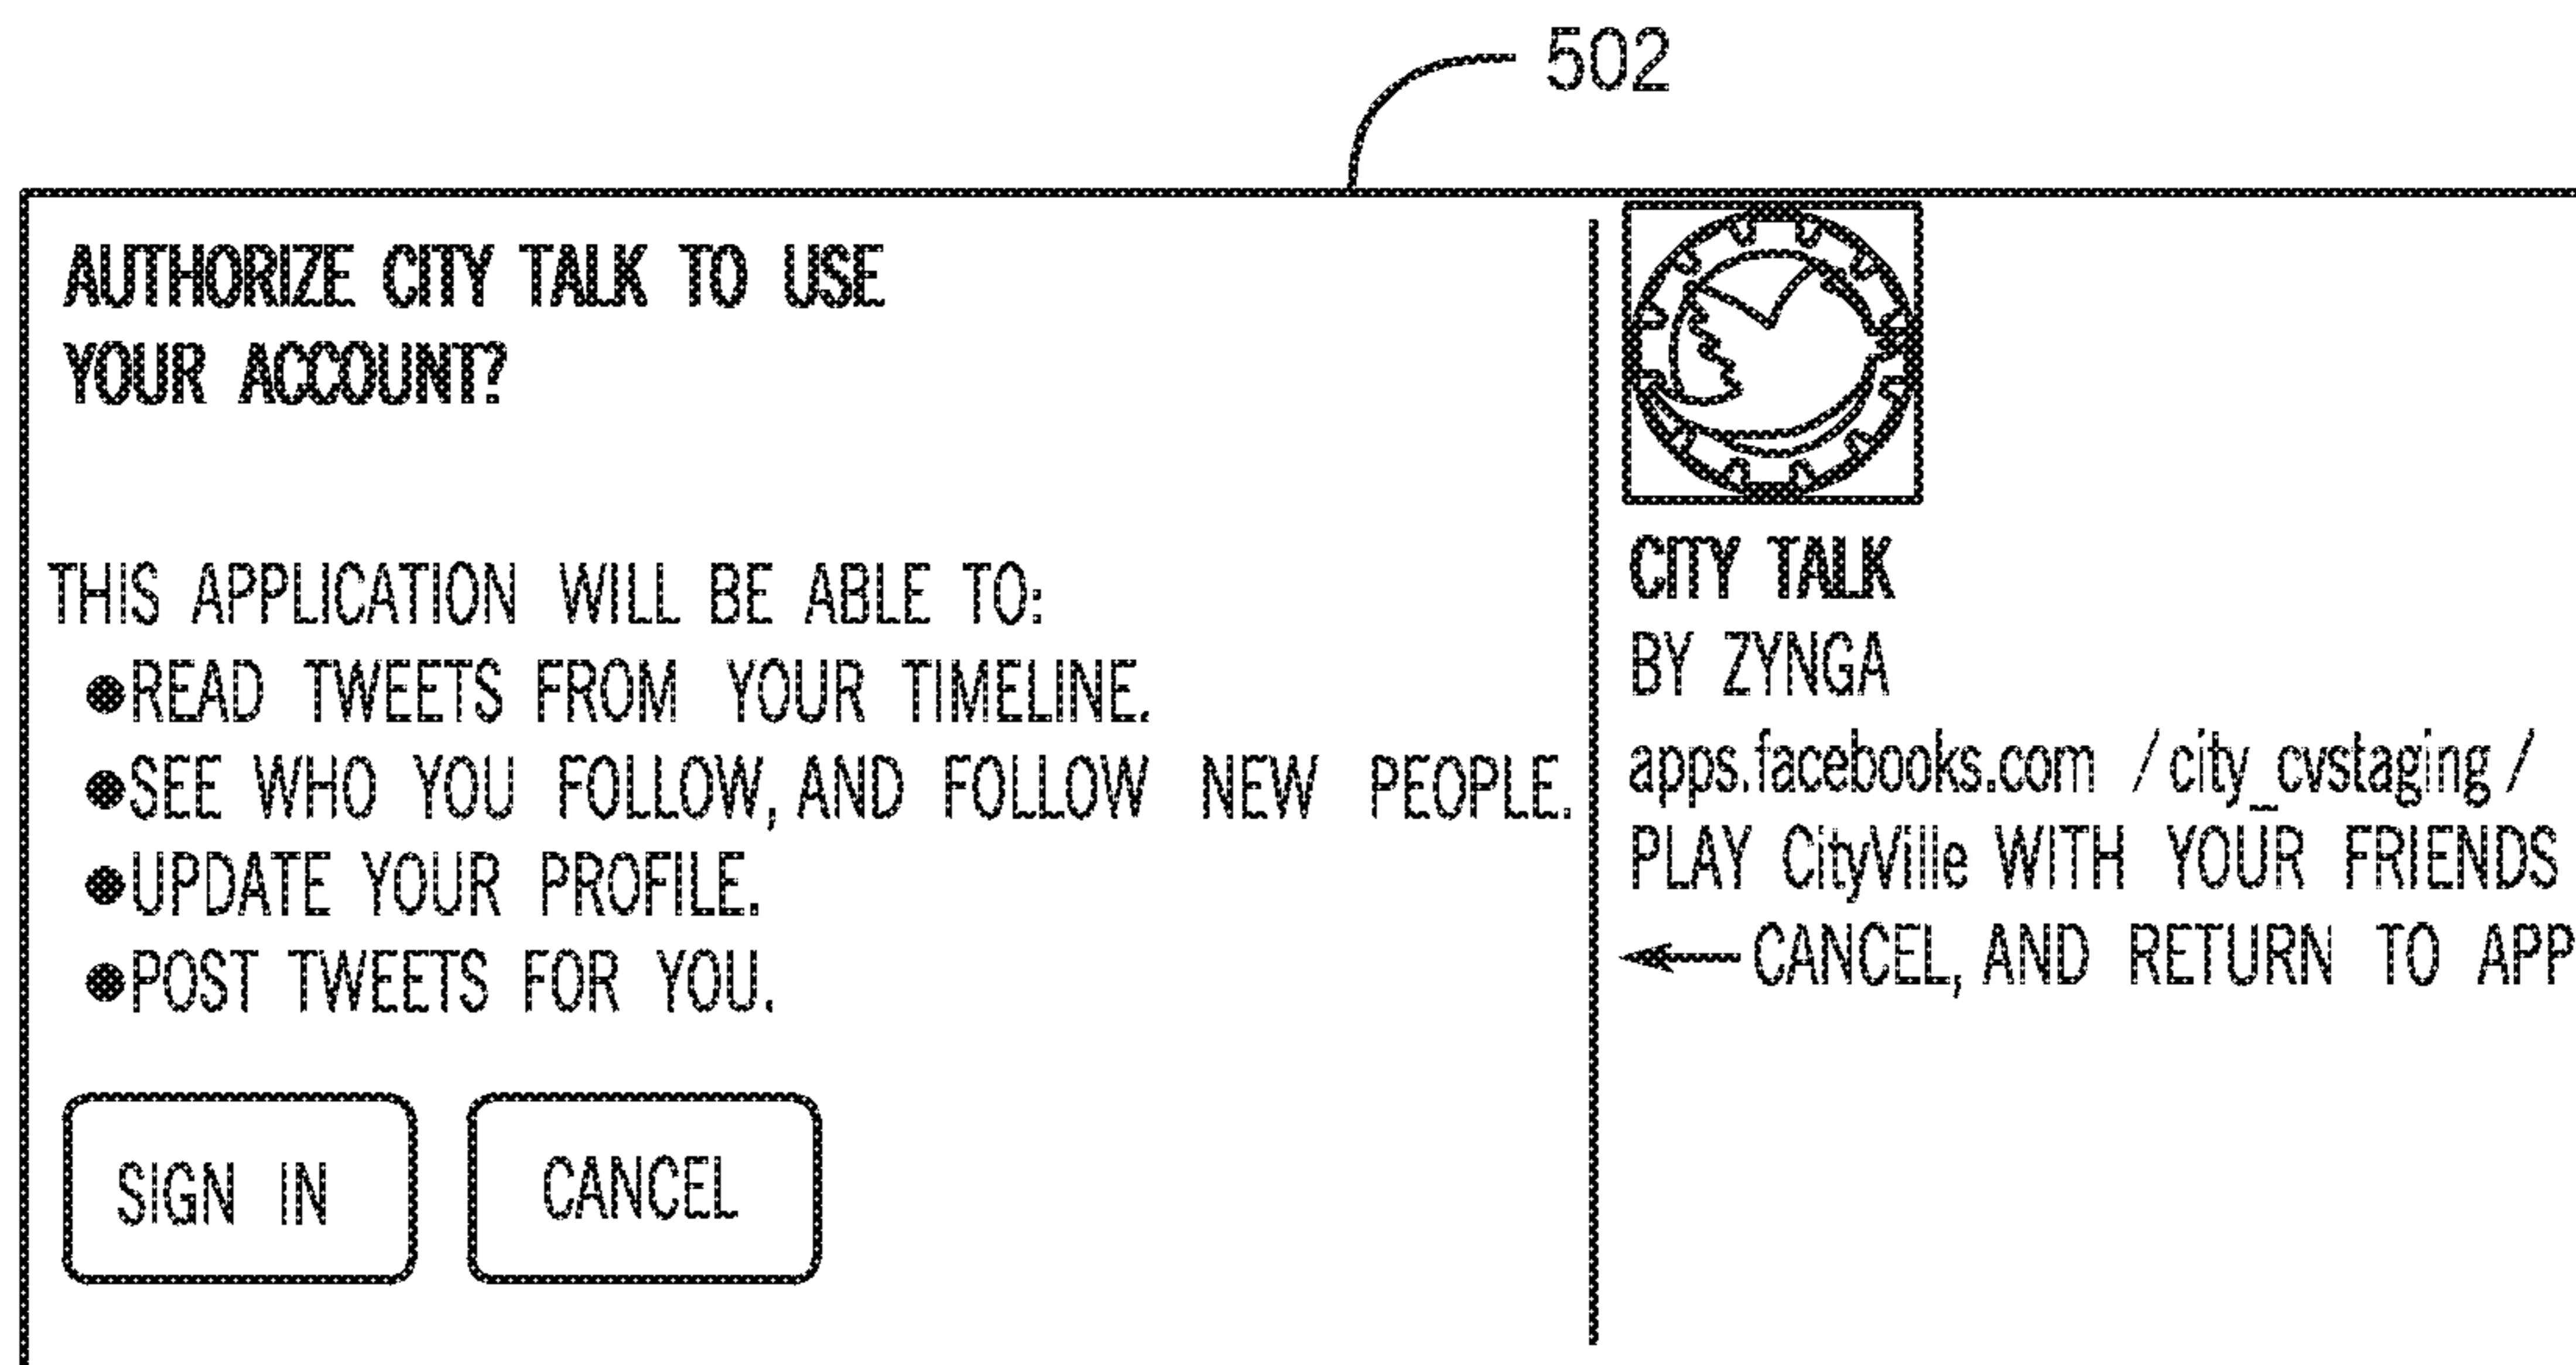 502
AUTHORIZE CITY TALK TO USE
YOUR ACCOUNT?
THIS APPLICATION WILL BE ABLE TO:
●READ TWEETS FROM YOUR TIMELINE.
●SEE WHO YOU FOLLOW, AND FOLLOW NEW PEOPLE.
●UPDATE YOUR PROFILE.
●POST TWEETS FOR YOU.
SIGN IN
CANCEL
CITY TALK
BY ZYNGA
apps.facebooks.com /city_cvstaging/
PLAY CityVille WITH YOUR FRIENDS
←CANCEL, AND RETURN TO APP